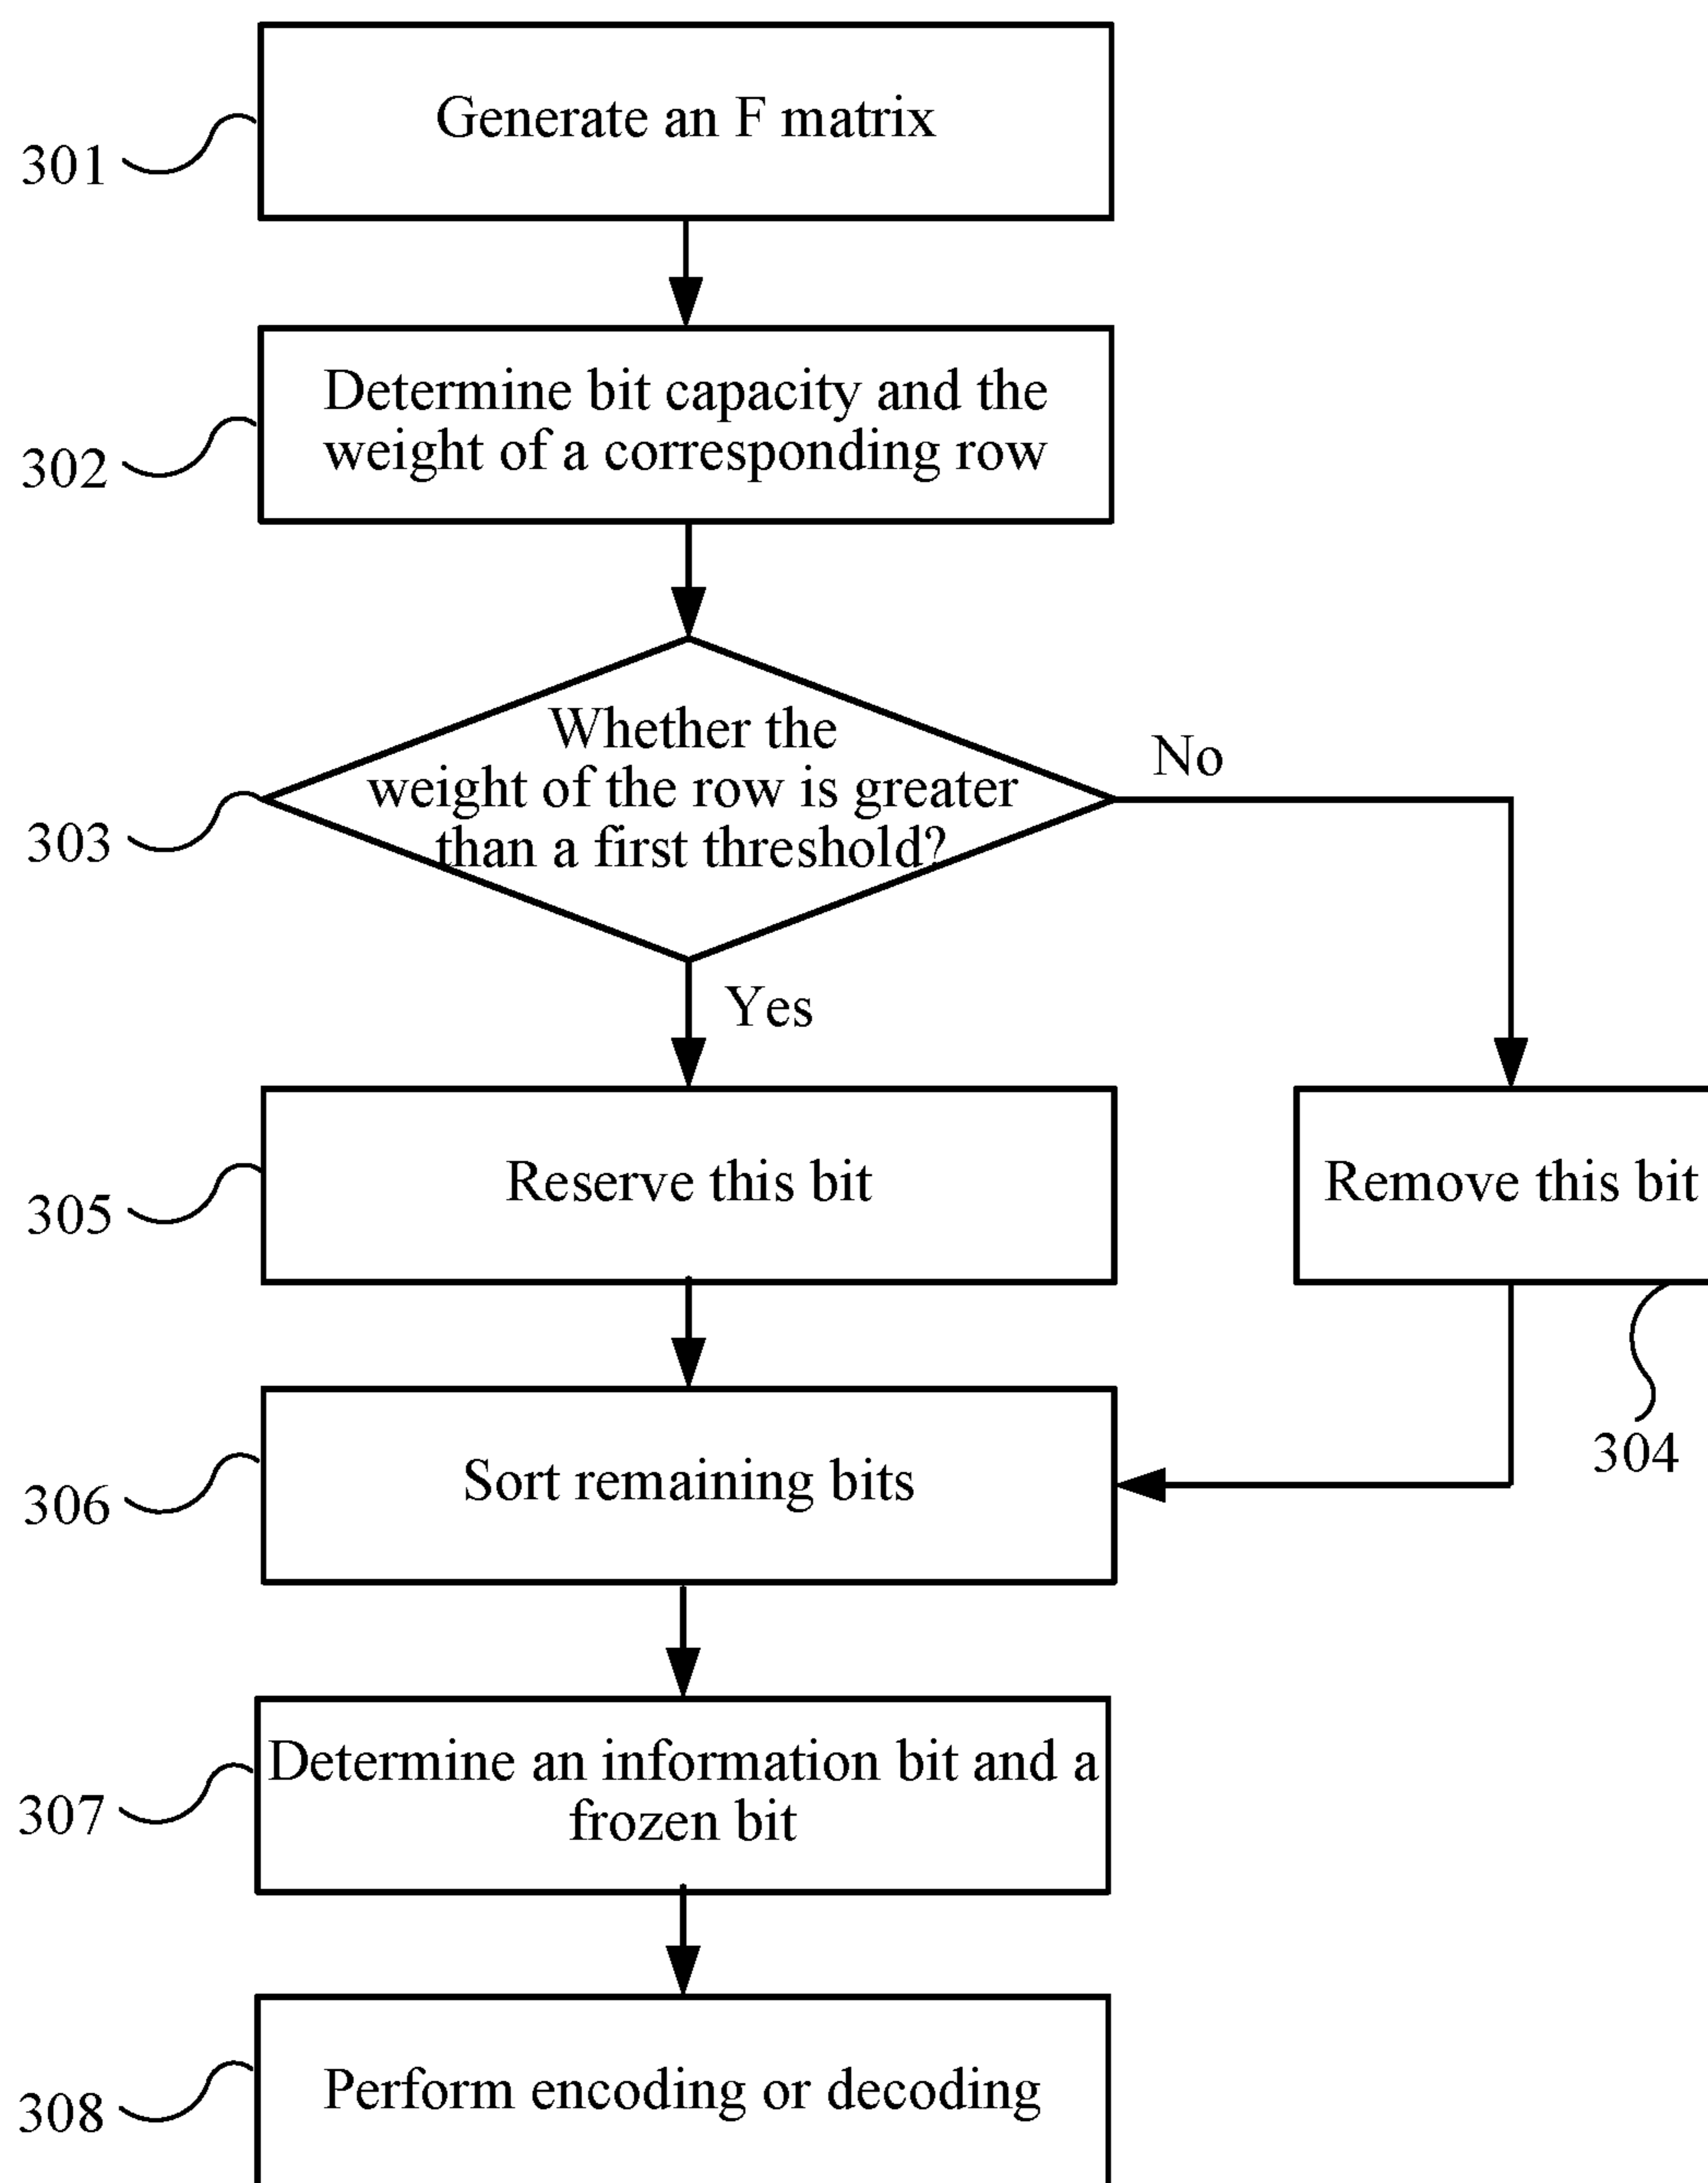 Generate an F matrix
301
Determine bit capacity and the
weight of a corresponding row
302
Whether the
weight of the row is greater
than a first threshold?
303
No
Yes
Reserve this bit
305
Remove this bit
304
Sort remaining bits
306
Determine an information bit and a
frozen bit
307
Perform encoding or decoding
308